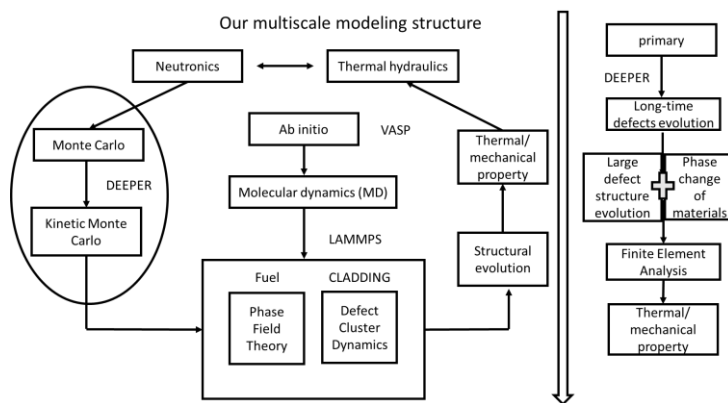 Our multiscale modeling structure
Neutronics
Thermal hydraulics
Monte Carlo
DEEPER
Kinetic Monte
Carlo
Ab initio
VASP
Molecular dynamics (MD)
LAMMPS
Fuel
CLADDING
Phase
Field
Theory
Defect
Cluster
Dynamics
Thermal/
mechanical
property
Structural
evolution
primary
DEEPER
Long-time
defects evolution
Large
defect
structure
evolution
Phase
change
of
materials
Finite Element
Analysis
Thermal/
mechanical
property